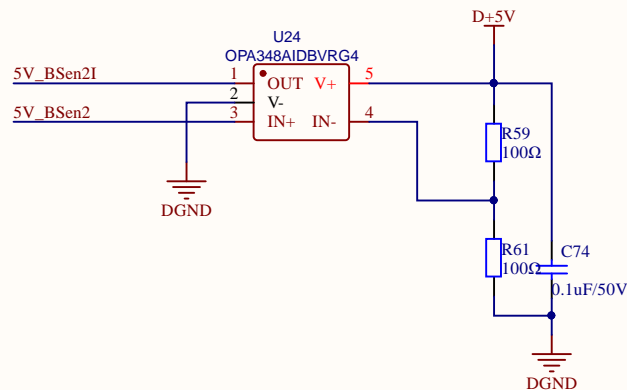 D+5V
U24
OPA348AIDBVRG4
5V_BSen2I
1
OUT
V+
5
2
V-
5V_BSen2
3
IN+
IN-
4
R59
100Ω
DGND
R61
100Ω
C74
0.1uF/50V
DGND